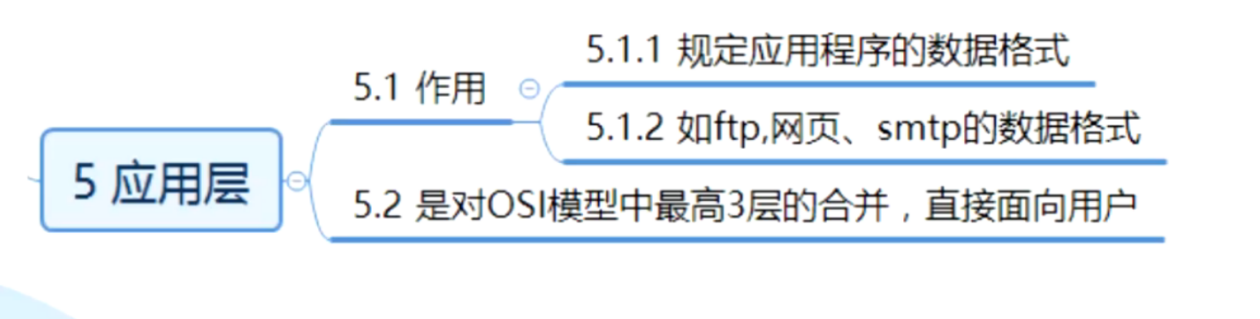 5 应用层
5.1 作用
5.1.1 规定应用程序的数据格式
5.1.2 如ftp,网页、smtp的数据格式
5.2 是对OSI模型中最高3层的合并，直接面向用户